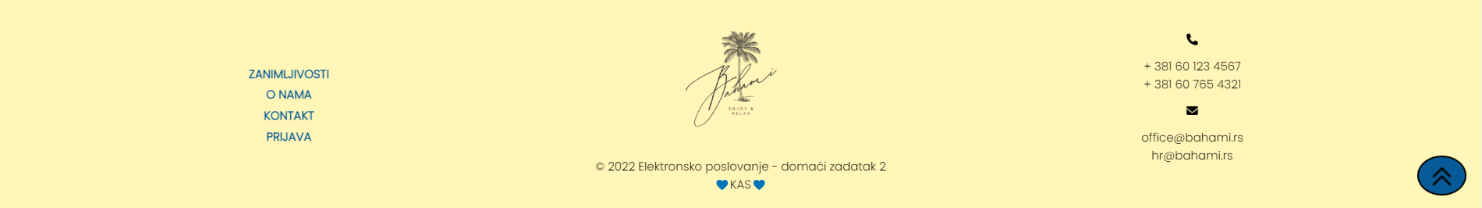 ZANIMLJIVOSTI
O NAMA
KONTAKT
PRIJAVA
Bahami
ENJOY &
RELAX
© 2022 Elektronsko poslovanje - domaći zadatak 2
KAS
+ 381 60 123 4567
+ 381 60 765 4321
office@bahami.rs
hr@bahami.rs